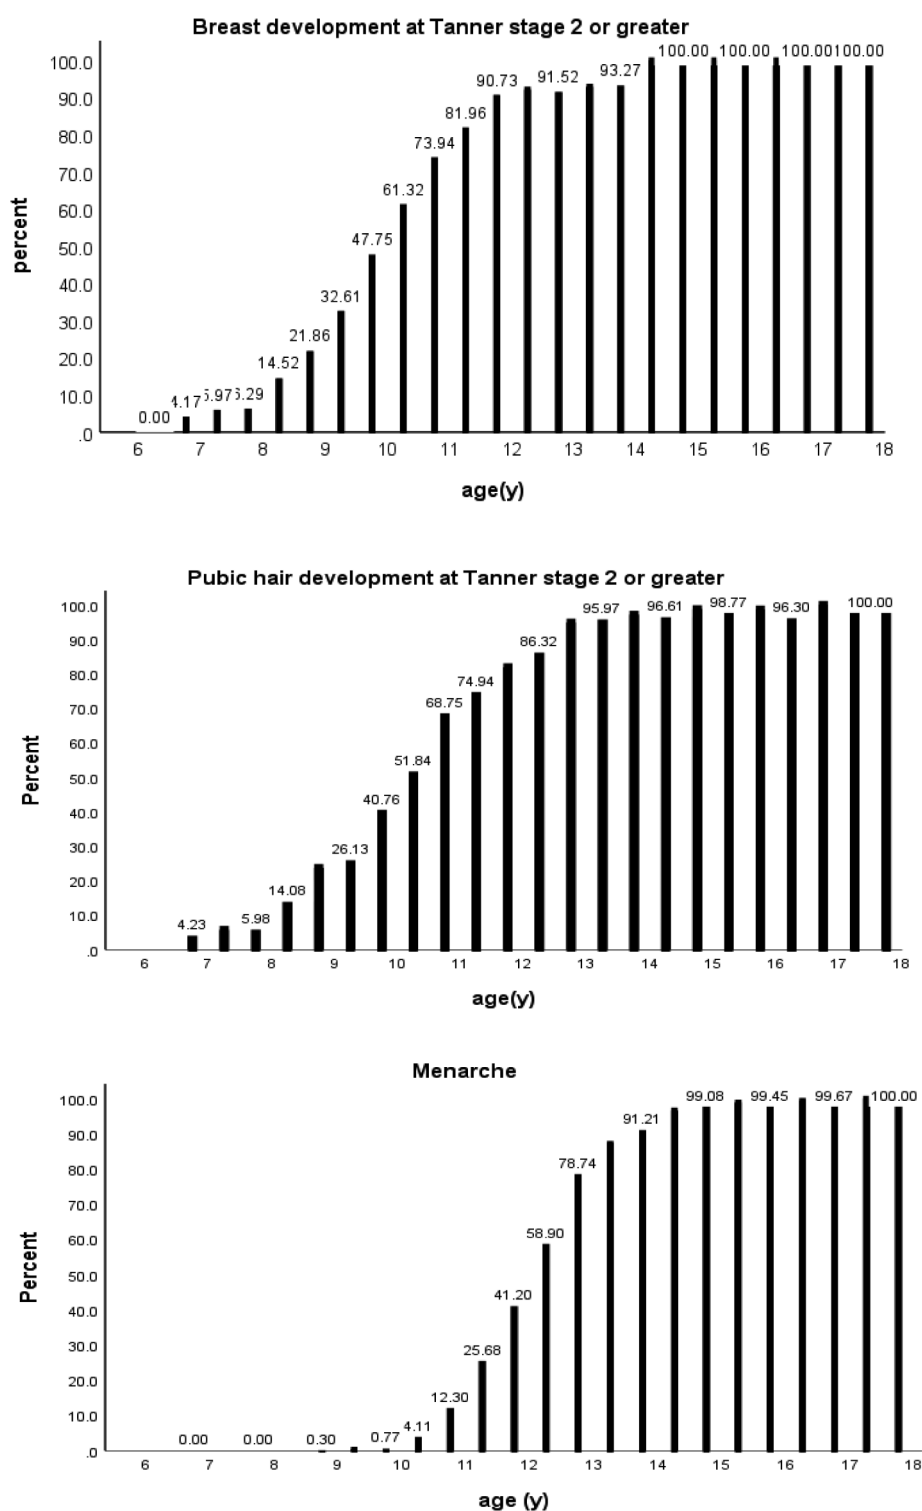 Breast development at Tanner stage 2 or greater
percent
100.0
90.0
80.0
70.0
60.0
50.0
40.0
30.0
20.0
10.0
.0
0.00 4.17 5.97 6.29 14.52 21.86 32.61 47.75 61.32 73.94 81.96 90.73 91.52 93.27 100.00 100.00 100.00 100.00
6 7 8 9 10 11 12 13 14 15 16 17 18
age(y)
Pubic hair development at Tanner stage 2 or greater
Percent
100.0
90.0
80.0
70.0
60.0
50.0
40.0
30.0
20.0
10.0
.0
4.23 5.98 14.08 26.13 40.76 51.84 68.75 74.94 86.32 95.97 96.61 98.77 96.30 100.00
6 7 8 9 10 11 12 13 14 15 16 17 18
age(y)
Menarche
Percent
100.0
90.0
80.0
70.0
60.0
50.0
40.0
30.0
20.0
10.0
.0
0.00 0.00 0.30 0.77 4.11 12.30 25.68 41.20 58.90 78.74 91.21 99.08 99.45 99.67 100.00
6 7 8 9 10 11 12 13 14 15 16 17 18
age (y)